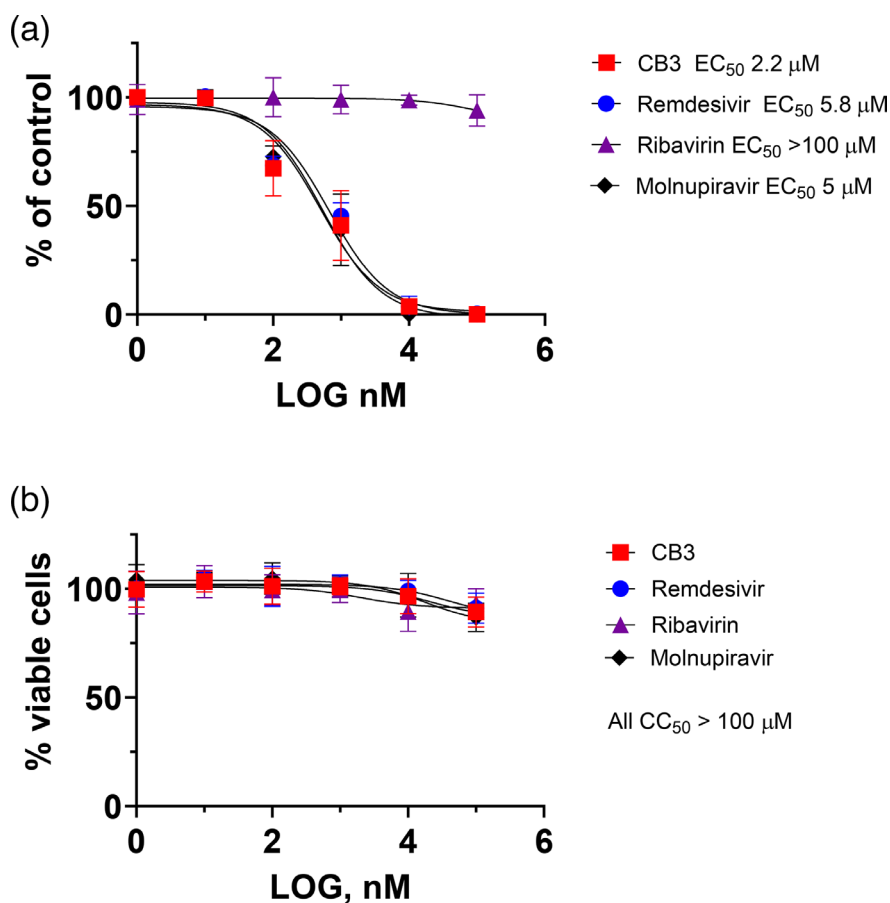 (a)
% of control
100
50
0
0
2
4
6
LOG nM
CB3 EC₅₀ 2.2 μM
Remdesivir EC₅₀ 5.8 μM
Ribavirin EC₅₀ >100 μM
Molnupiravir EC₅₀ 5 μM
(b)
% viable cells
100
50
0
0
2
4
6
LOG, nM
CB3
Remdesivir
Ribavirin
Molnupiravir
All CC₅₀ > 100 μM